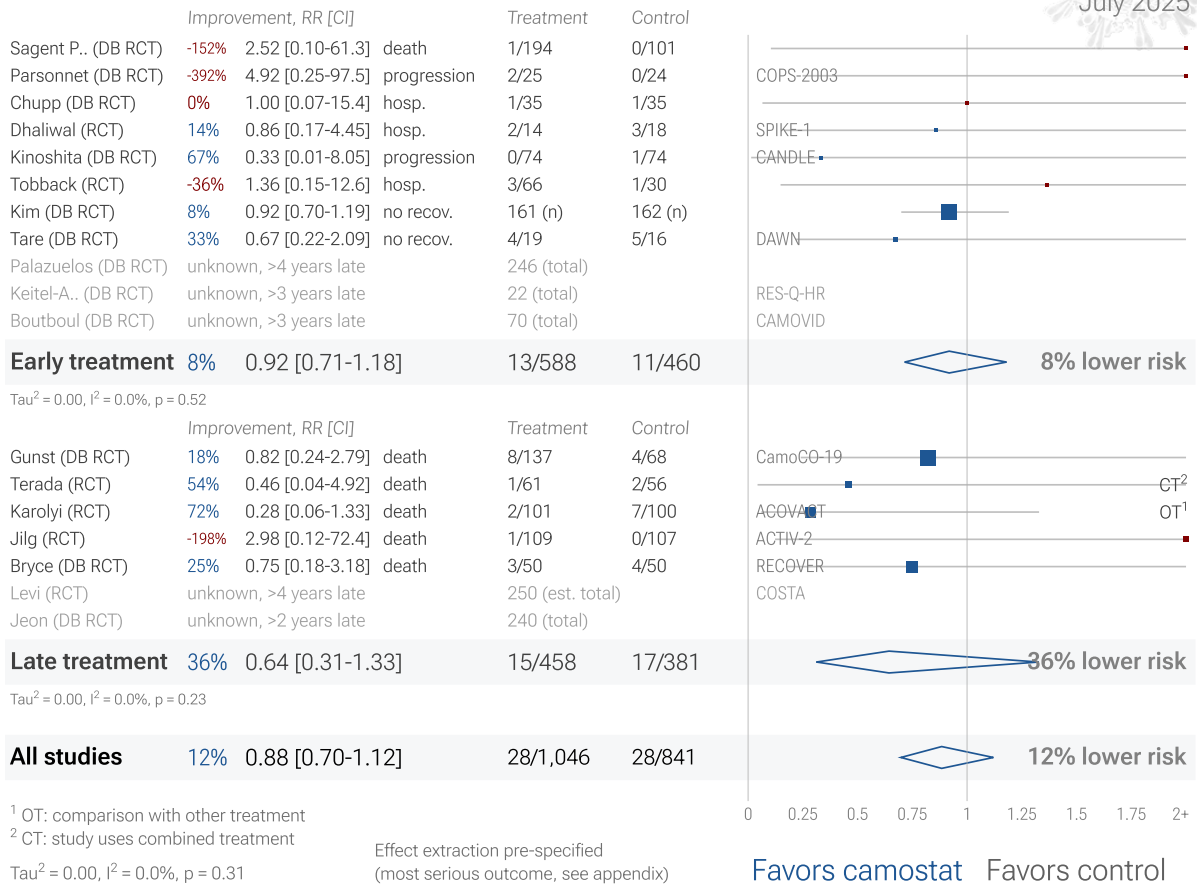 July 2025
Improvement, RR [CI] Treatment Control
Sagent P.. (DB RCT) -152% 2.52 [0.10-61.3] death 1/194 0/101
Parsonnet (DB RCT) -392% 4.92 [0.25-97.5] progression 2/25 0/24 COPS-2003
Chupp (DB RCT) 0% 1.00 [0.07-15.4] hosp. 1/35 1/35
Dhaliwal (RCT) 14% 0.86 [0.17-4.45] hosp. 2/14 3/18 SPIKE-1
Kinoshita (DB RCT) 67% 0.33 [0.01-8.05] progression 0/74 1/74 CANDLE
Tobback (RCT) -36% 1.36 [0.15-12.6] hosp. 3/66 1/30
Kim (DB RCT) 8% 0.92 [0.70-1.19] no recov. 161 (n) 162 (n)
Tare (DB RCT) 33% 0.67 [0.22-2.09] no recov. 4/19 5/16 DAWN
Palazuelos (DB RCT) unknown, >4 years late 246 (total)
Keitel-A.. (DB RCT) unknown, >3 years late 22 (total) RES-Q-HR
Boutboul (DB RCT) unknown, >3 years late 70 (total) CAMOVID
Early treatment 8% 0.92 [0.71-1.18] 13/588 11/460 8% lower risk
Tau² = 0.00, I² = 0.0%, p = 0.52
Improvement, RR [CI] Treatment Control
Gunst (DB RCT) 18% 0.82 [0.24-2.79] death 8/137 4/68 CamoCO-19
Terada (RCT) 54% 0.46 [0.04-4.92] death 1/61 2/56 CT²
Karolyi (RCT) 72% 0.28 [0.06-1.33] death 2/101 7/100 ACOVACT OT¹
Jilg (RCT) -198% 2.98 [0.12-72.4] death 1/109 0/107 ACTIV-2
Bryce (DB RCT) 25% 0.75 [0.18-3.18] death 3/50 4/50 RECOVER
Levi (RCT) unknown, >4 years late 250 (est. total) COSTA
Jeon (DB RCT) unknown, >2 years late 240 (total)
Late treatment 36% 0.64 [0.31-1.33] 15/458 17/381 36% lower risk
Tau² = 0.00, I² = 0.0%, p = 0.23
All studies 12% 0.88 [0.70-1.12] 28/1,046 28/841 12% lower risk
0 0.25 0.5 0.75 1 1.25 1.5 1.75 2+
¹ OT: comparison with other treatment
² CT: study uses combined treatment
Tau² = 0.00, I² = 0.0%, p = 0.31
Effect extraction pre-specified
(most serious outcome, see appendix)
Favors camostat Favors control